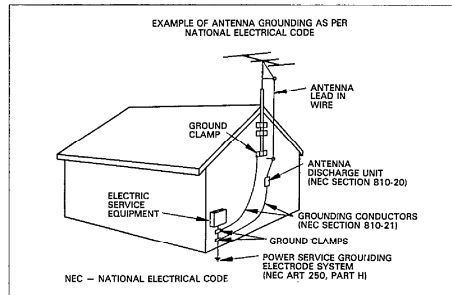 EXAMPLE OF ANTENNA GROUNDING AS PER
NATIONAL ELECTRICAL CODE
ANTENNA
LEAD IN
WIRE
GROUND
CLAMP
ANTENNA
DISCHARGE UNIT
(NEC SECTION 810-20)
ELECTRIC
SERVICE
EQUIPMENT
GROUNDING CONDUCTORS
(NEC SECTION 810-21)
GROUND CLAMPS
POWER SERVICE GROUNDING
ELECTRODE SYSTEM
(NEC ART 250, PART H)
NEC — NATIONAL ELECTRICAL CODE